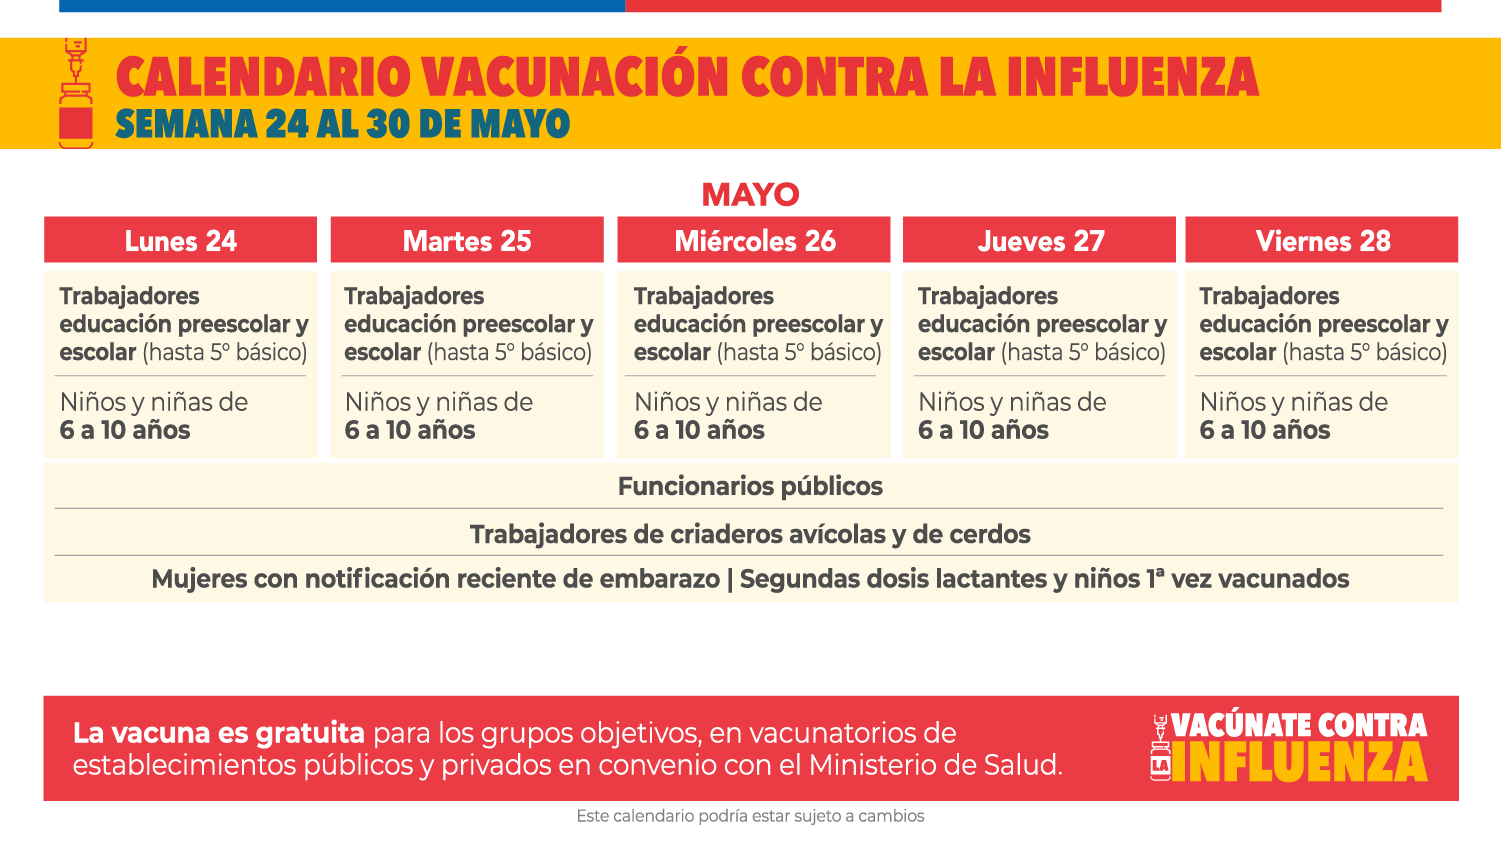 CALENDARIO VACUNACIÓN CONTRA LA INFLUENZA
SEMANA 24 AL 30 DE MAYO
MAYO
Lunes 24
Trabajadores
educación preescolar y
escolar (hasta 5º básico)
Niños y niñas de
6 a 10 años
Martes 25
Trabajadores
educación preescolar y
escolar (hasta 5º básico)
Niños y niñas de
6 a 10 años
Miércoles 26
Trabajadores
educación preescolar y
escolar (hasta 5º básico)
Niños y niñas de
6 a 10 años
Jueves 27
Trabajadores
educación preescolar y
escolar (hasta 5º básico)
Niños y niñas de
6 a 10 años
Viernes 28
Trabajadores
educación preescolar y
escolar (hasta 5º básico)
Niños y niñas de
6 a 10 años
Funcionarios públicos
Trabajadores de criaderos avícolas y de cerdos
Mujeres con notificación reciente de embarazo | Segundas dosis lactantes y niños 1ª vez vacunados
La vacuna es gratuita para los grupos objetivos, en vacunatorios de
establecimientos públicos y privados en convenio con el Ministerio de Salud.
VACÚNATE CONTRA
LA INFLUENZA
Este calendario podría estar sujeto a cambios